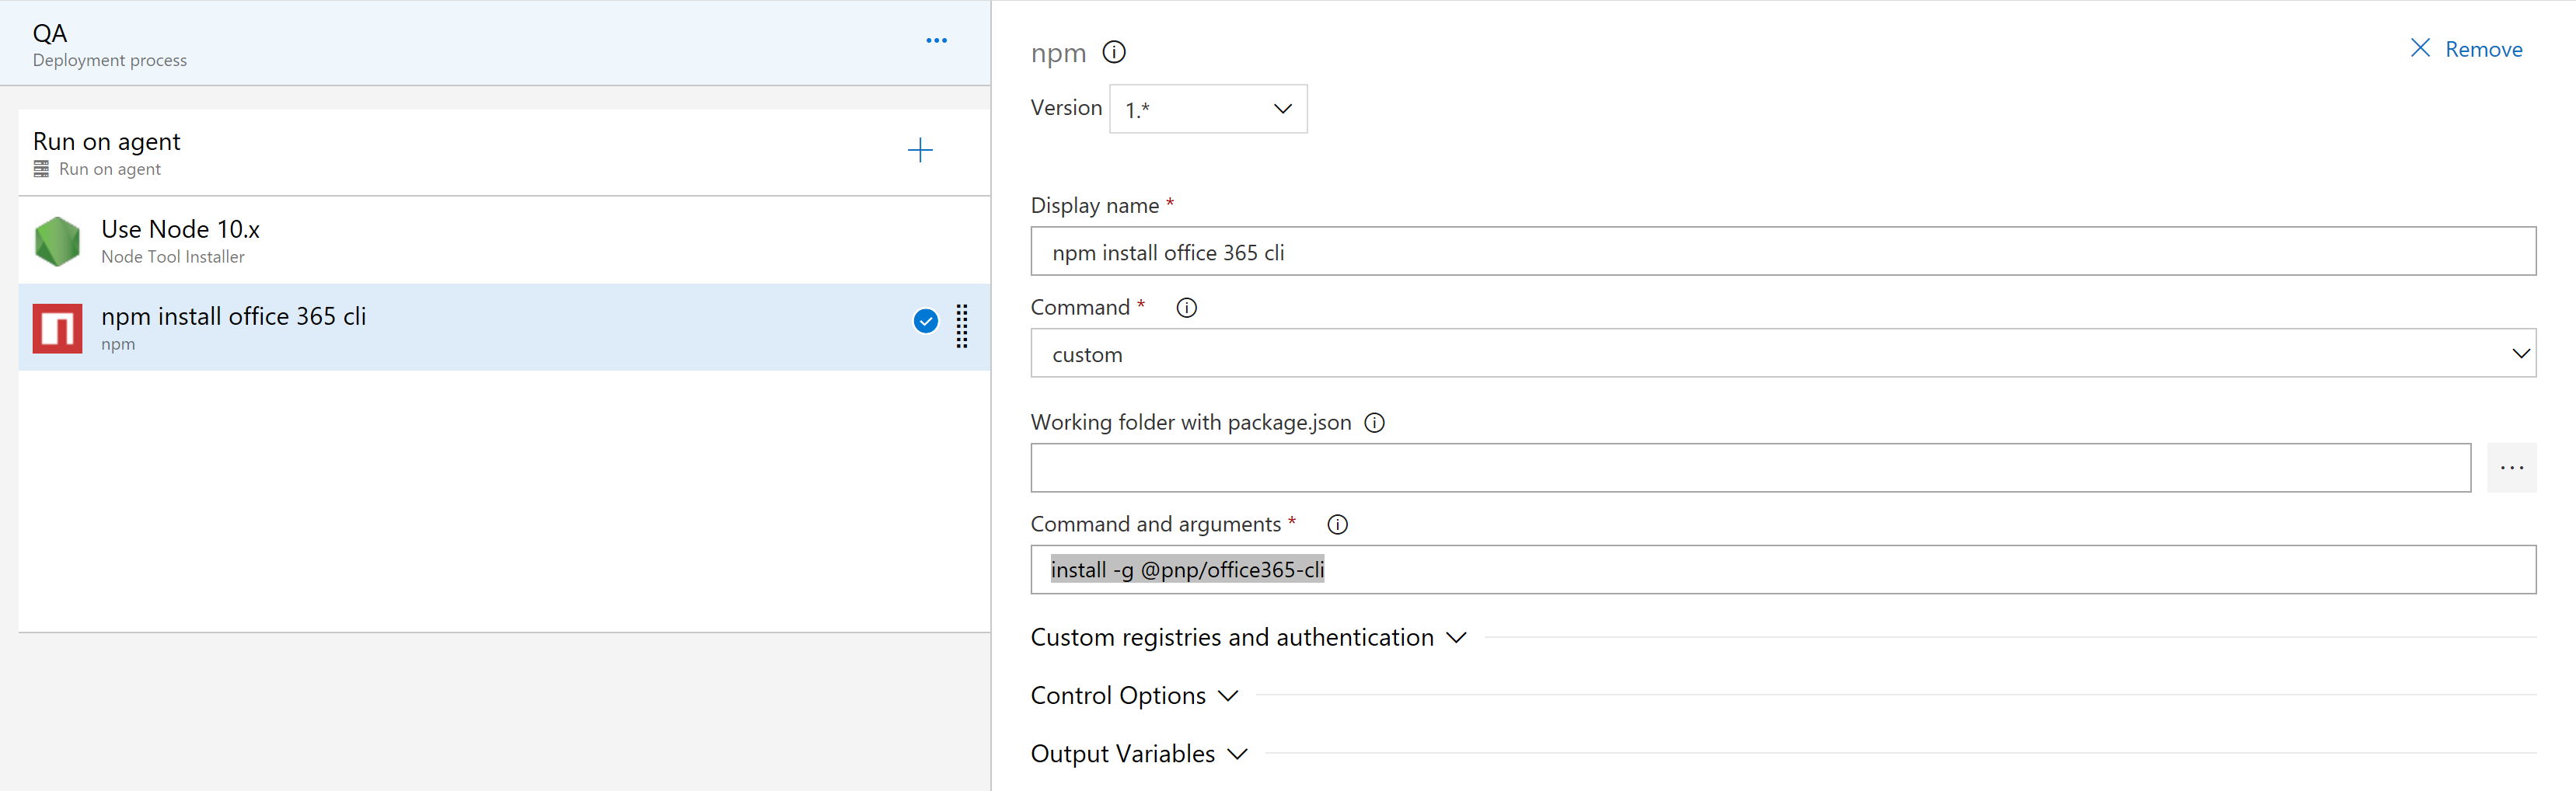 QA
Deployment process
Run on agent
Run on agent
Use Node 10.x
Node Tool Installer
npm install office 365 cli
npm
npm
Remove
Version 1.*
Display name *
npm install office 365 cli
Command *
custom
Working folder with package.json
Command and arguments *
install -g @pnp/office365-cli
Custom registries and authentication
Control Options
Output Variables